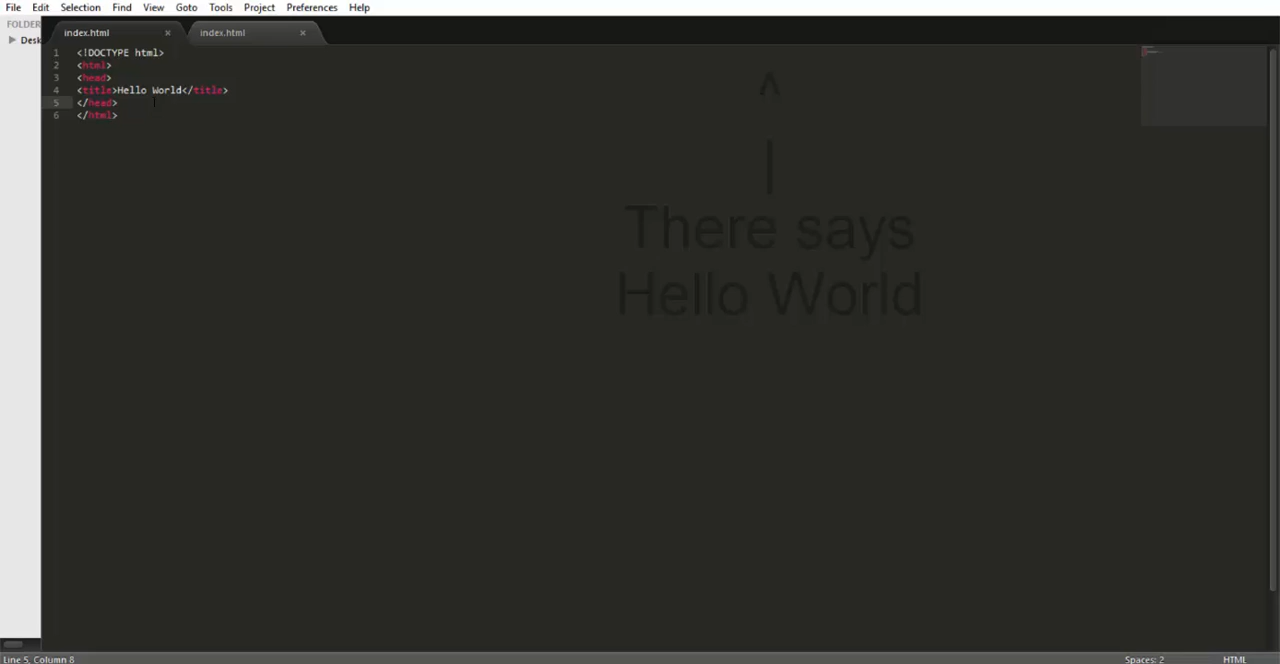 File Edit Selection Find View Goto Tools Project Preferences Help
FOLDER
Desk
index.html × index.html ×
1 <!DOCTYPE html>
2 <html>
3 <head>
4 <title>Hello World</title>
5 </head>
6 </html>
^
|
There says
Hello World
Line 5, Column 8 Spaces: 2 HTML